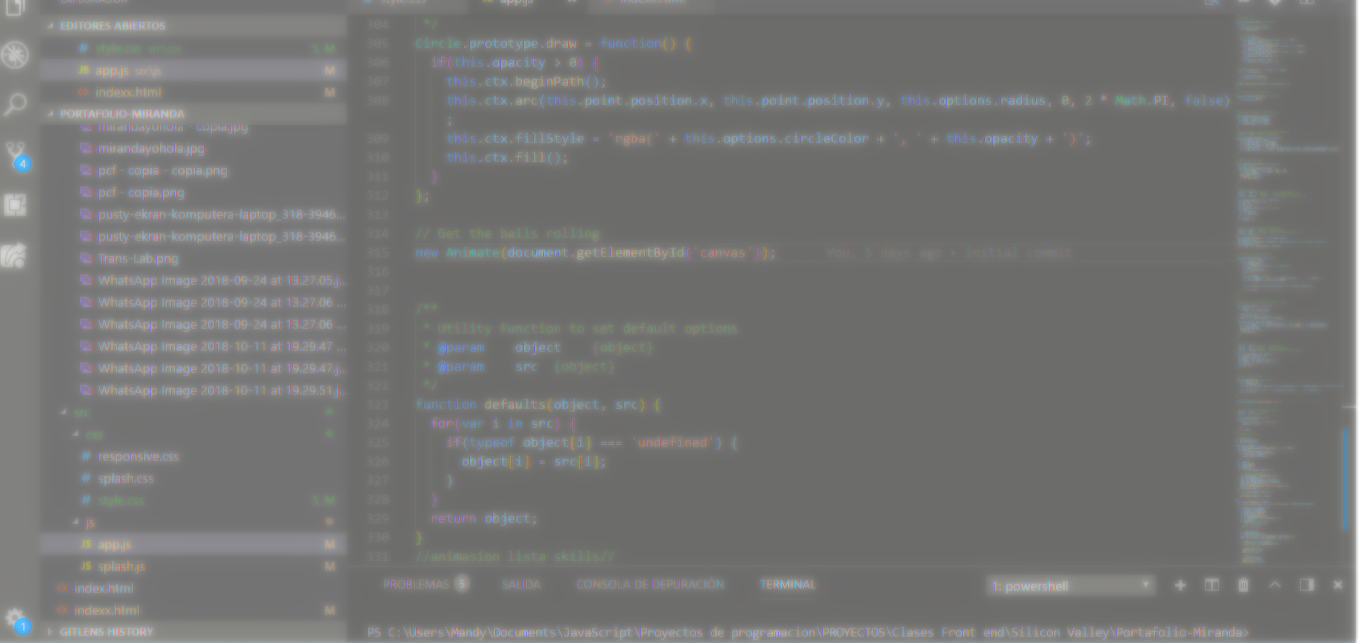 EDITORES ABIERTOS
# style.css src\css 5, M
JS app.js src\js M
indexx.html M
PORTAFOLIO-MIRANDA
mirandayohola - copia.jpg
mirandayohola.jpg
pcf - copia - copia.png
pcf - copia.png
pusty-ekran-komputera-laptop_318-3946...
pusty-ekran-komputera-laptop_318-3946...
Trans-Lab.png
WhatsApp Image 2018-09-24 at 13.27.05.j...
WhatsApp Image 2018-09-24 at 13.27.06 ...
WhatsApp Image 2018-09-24 at 13.27.06 ...
WhatsApp Image 2018-10-11 at 19.29.47 ...
WhatsApp Image 2018-10-11 at 19.29.47.j...
WhatsApp Image 2018-10-11 at 19.29.51.j...
src
css
# responsive.css
# splash.css
# style.css 5, M
js
JS app.js M
JS splash.js M
index.html
indexx.html M
GITLENS HISTORY
4
1
304 */
305 Circle.prototype.draw = function() {
306 if(this.opacity > 0) {
307 this.ctx.beginPath();
308 this.ctx.arc(this.point.position.x, this.point.position.y, this.options.radius, 0, 2 * Math.PI, false)
;
309 this.ctx.fillStyle = 'rgba(' + this.options.circleColor + ', ' + this.opacity + ')';
310 this.ctx.fill();
311 }
312 };
313
314 // Get the balls rolling
315 new Animate(document.getElementById('canvas')); You, 5 days ago • initial commit
316
317
318 /**
319 * Utility function to set default options
320 * @param object {object}
321 * @param src {object}
322 */
323 function defaults(object, src) {
324 for(var i in src) {
325 if(typeof object[i] === 'undefined') {
326 object[i] = src[i];
327 }
328 }
329 return object;
330 }
331 //animasion lista skills//
PROBLEMAS 5 SALIDA CONSOLA DE DEPURACIÓN TERMINAL 1: powershell
PS C:\Users\Mandy\Documents\JavaScript\Proyectos de programacion\PROYECTOS\Clases Front end\Silicon Valley\Portafolio-Miranda>